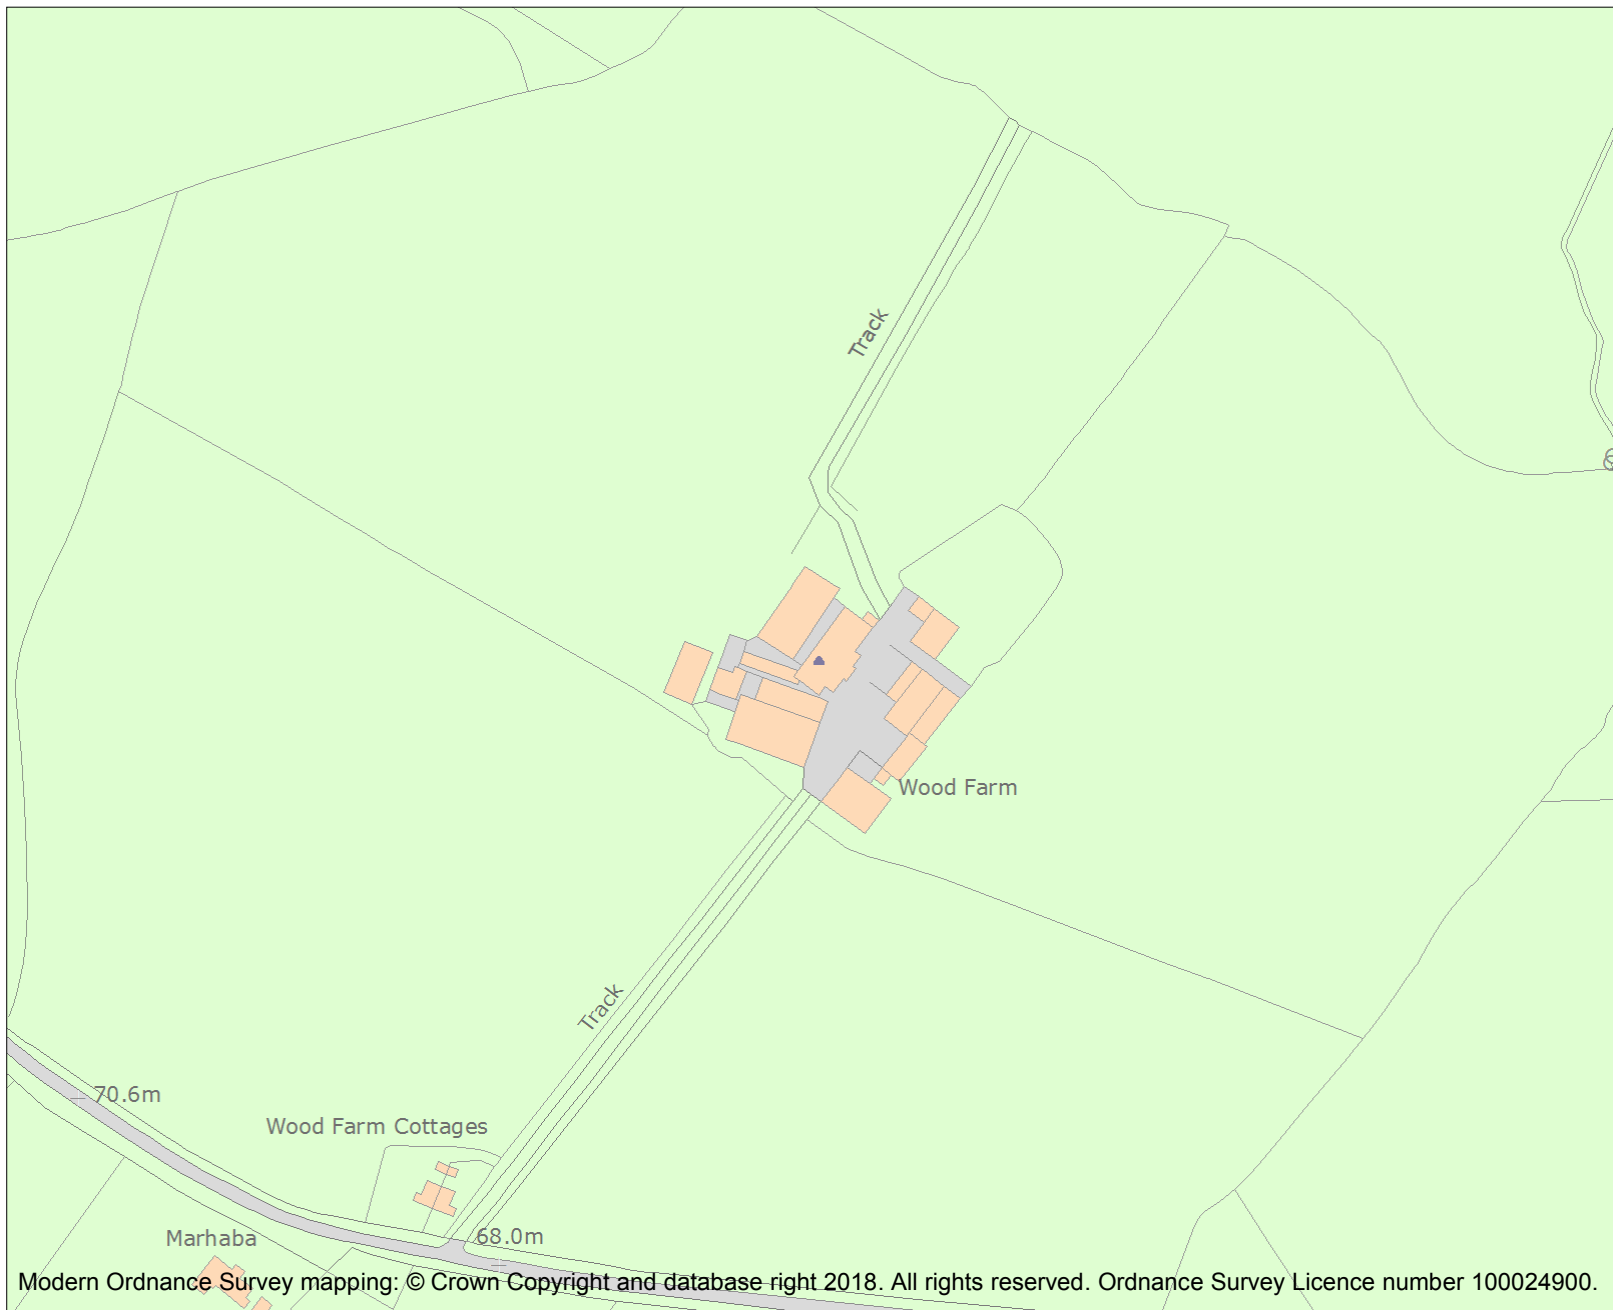 Track
Wood Farm
Track
70.6m
Wood Farm Cottages
68.0m
Marhaba
Modern Ordnance Survey mapping: © Crown Copyright and database right 2018. All rights reserved. Ordnance Survey Licence number 100024900.